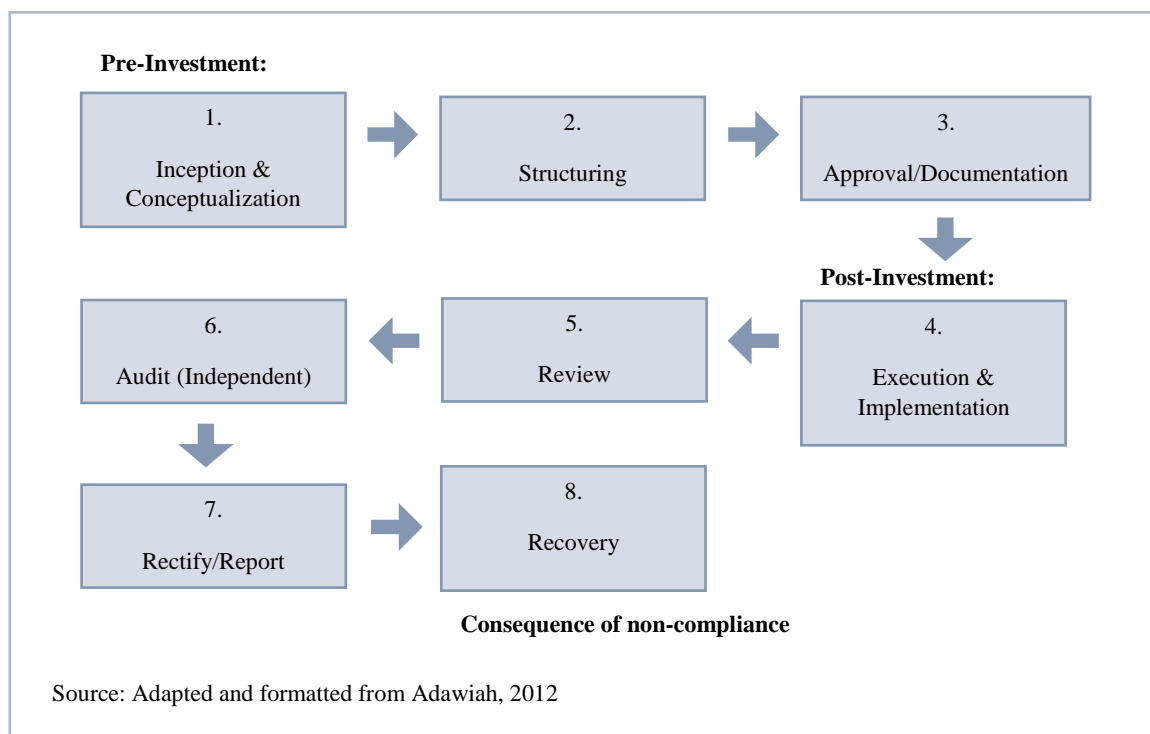 Pre-Investment:
1.
Inception &
Conceptualization
2.
Structuring
3.
Approval/Documentation
Post-Investment:
4.
Execution &
Implementation
5.
Review
6.
Audit (Independent)
7.
Rectify/Report
8.
Recovery
Consequence of non-compliance
Source: Adapted and formatted from Adawiah, 2012